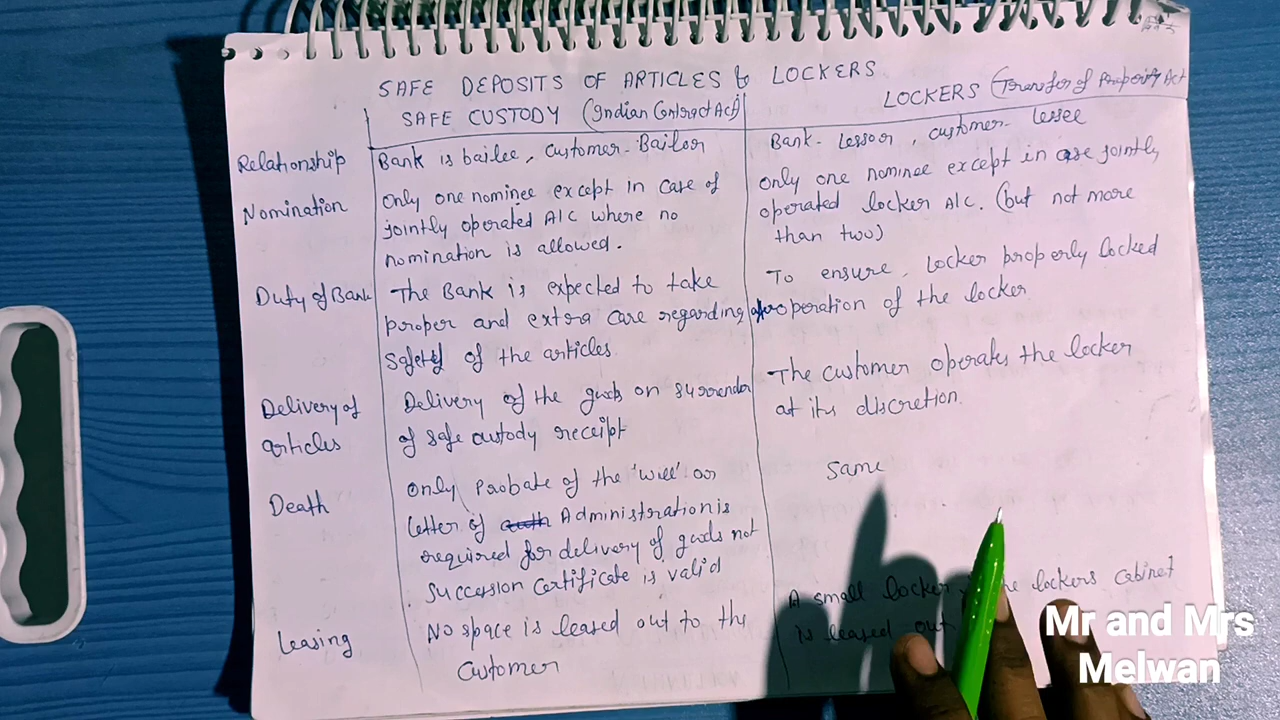 SAFE DEPOSITS OF ARTICLES & LOCKERS
SAFE CUSTODY (Indian Contract Act)
LOCKERS (Transfer of Property Act
Relationship
Bank is bailee, customer - Bailor
Bank - Lessor, customer - lessee
Nomination
Only one nominee except in case of
jointly operated A/C where no
nomination is allowed.
Only one nominee except in case jointly
operated locker A/C. (but not more
than two)
Duty of Bank
The Bank is expected to take
proper and extra care regarding
safety of the articles
To ensure, Locker properly locked
operation of the locker
Delivery of
articles
Delivery of the goods on surrender
of safe custody receipt
The customer operates the locker
at its discretion.
Death
Only Probate of the 'will' or
letter of Administration is
required for delivery of goods not
succession certificate is valid
Same
Leasing
No space is leased out to the
customer
A small locker lockers cabinet
is leased out
Mr and Mrs
Melwan